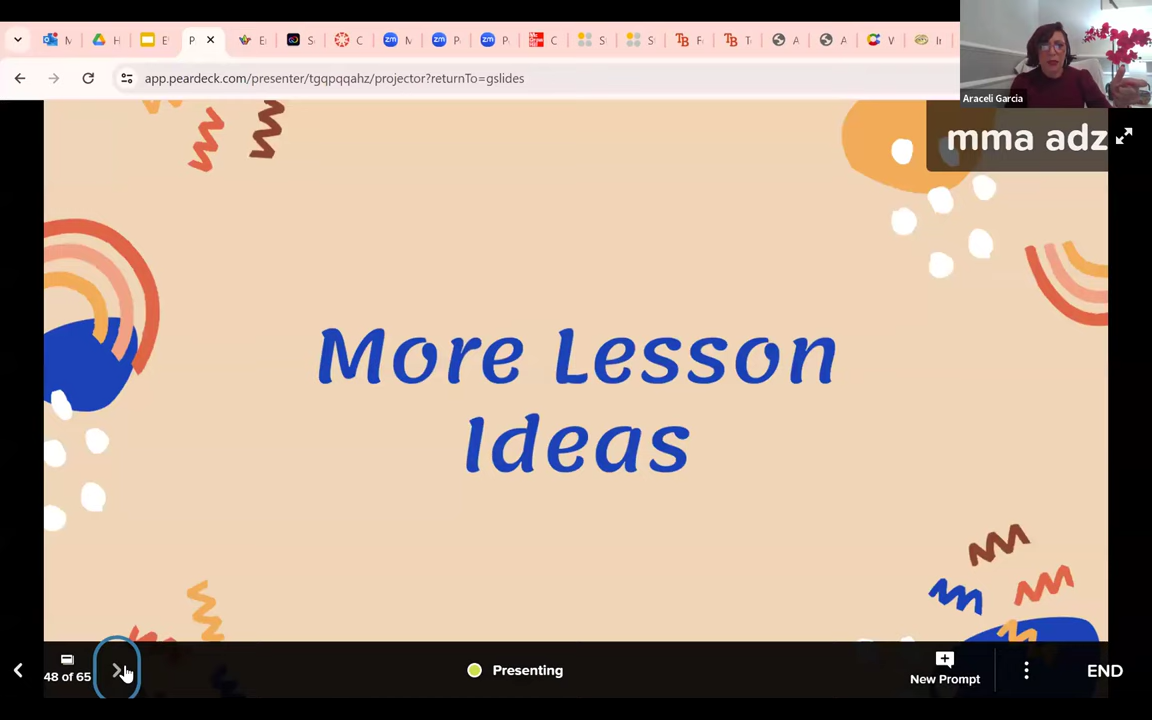 M
H
E
P
E
S
C
M
P
P
C
S
S
F
T
A
A
V
In
app.peardeck.com/presenter/tgqpqqahz/projector?returnTo=gslides
Araceli Garcia
mma adz
More Lesson
Ideas
48 of 65
Presenting
New Prompt
END